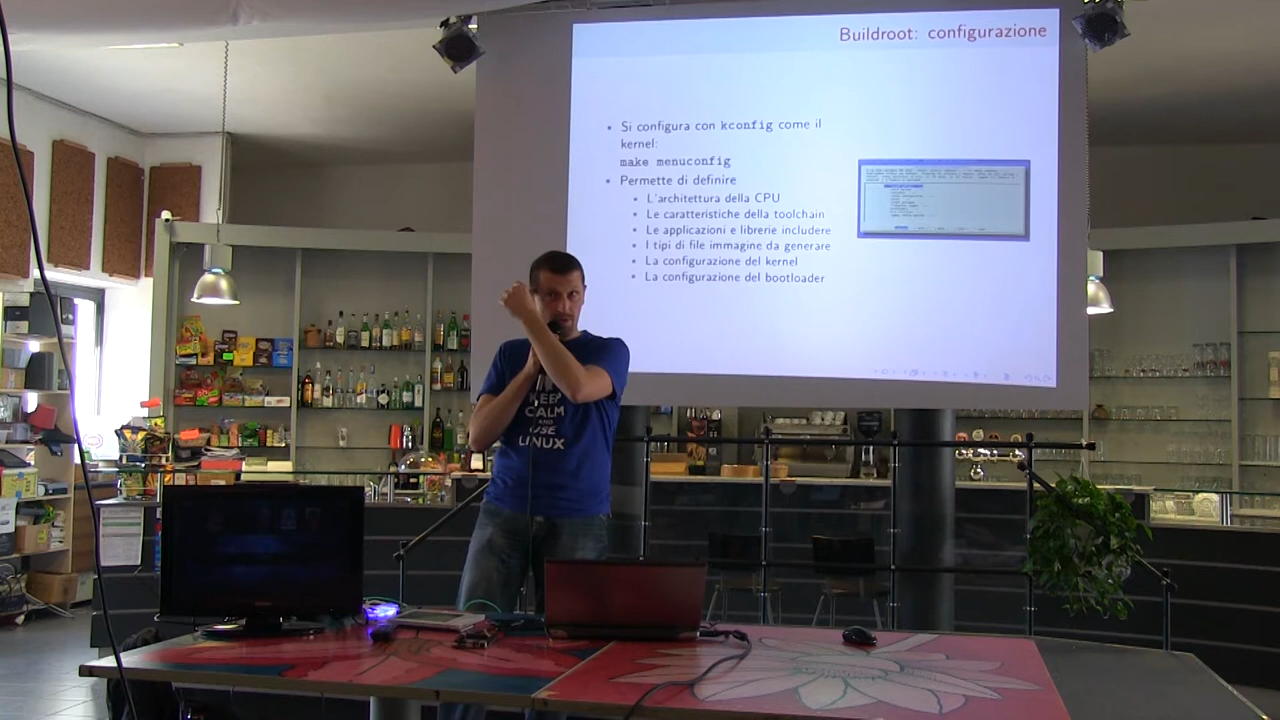 Buildroot: configurazione
Si configura con kconfig come il
kernel:
make menuconfig
Permette di definire
L'architettura della CPU
Le caratteristiche della toolchain
Le applicazioni e librerie includere
I tipi di file immagine da generare
La configurazione del kernel
La configurazione del bootloader
KEEP
CALM
AND
USE
LINUX